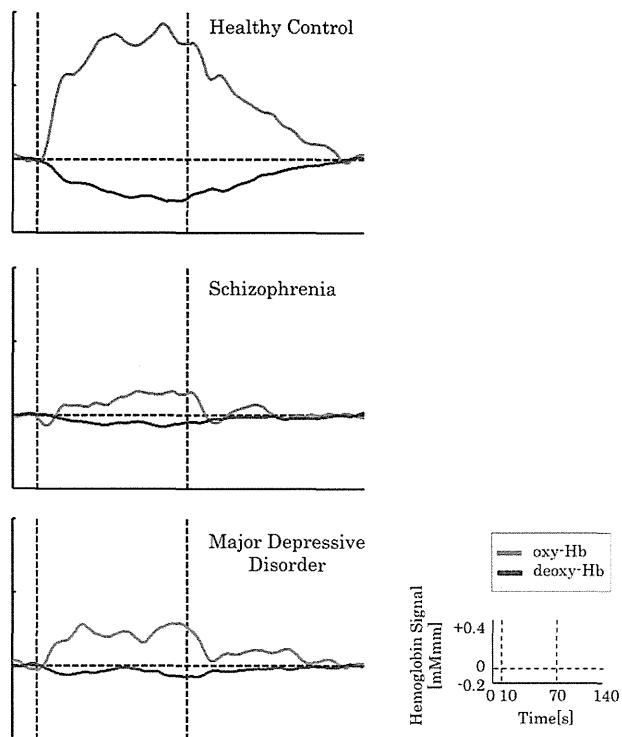 Healthy Control
Schizophrenia
Major Depressive
Disorder
oxy-Hb
deoxy-Hb
Hemoglobin Signal
[mMmm]
+0.4
0
-0.2
0 10 70 140
Time[s]